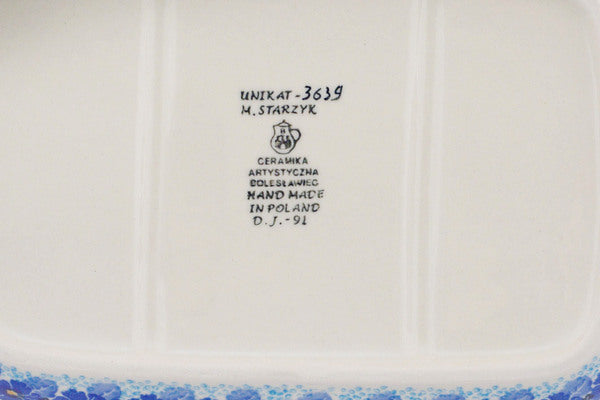 UNIKAT-3639
M. STARZYK
CERAMIKA
ARTYSTYCZNA
BOLESŁAWIEC
HAND MADE
IN POLAND
D.J.-91